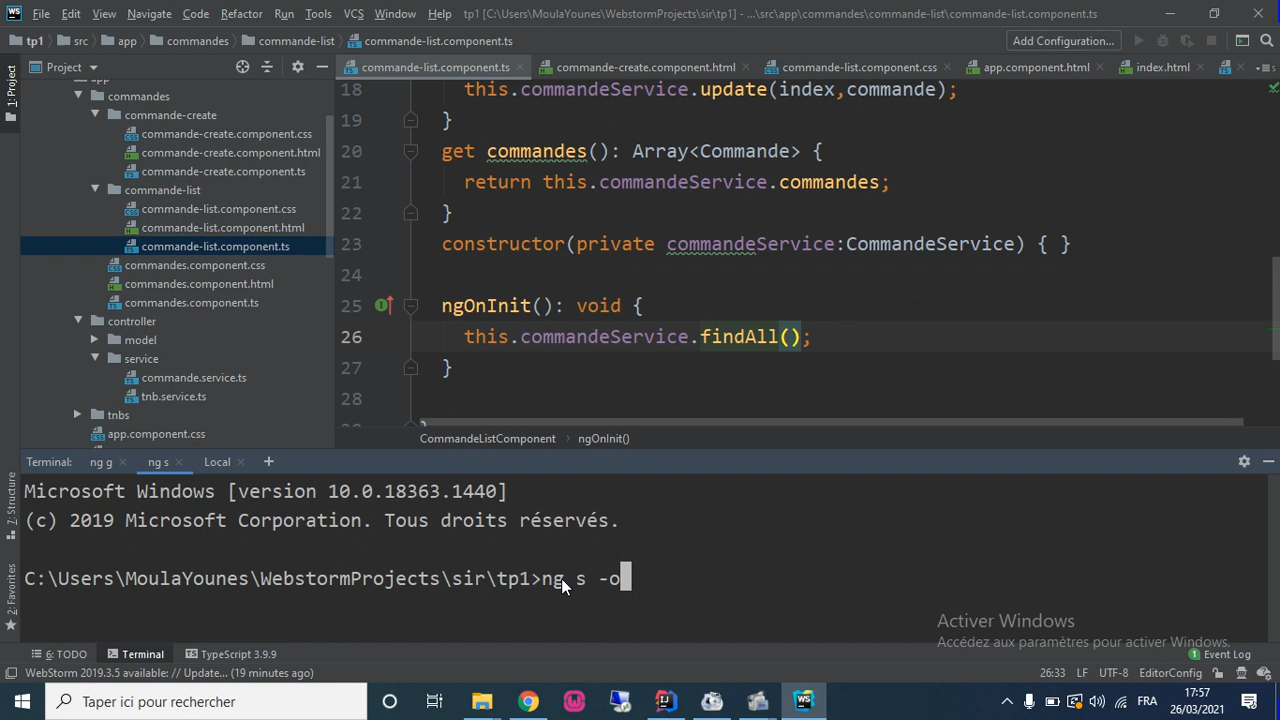 File Edit View Navigate Code Refactor Run Tools VCS Window Help tp1 [C:\Users\MoulaYounes\WebstormProjects\sir\tp1] - ...\src\app\commandes\commande-list\commande-list.component.ts
tp1 src app commandes commande-list commande-list.component.ts Add Configuration...
1: Project
Project
commande-list.component.ts commande-create.component.html commande-list.component.css app.component.html index.html
app
commandes
commande-create
commande-create.component.css
commande-create.component.html
commande-create.component.ts
commande-list
commande-list.component.css
commande-list.component.html
commande-list.component.ts
commandes.component.css
commandes.component.html
commandes.component.ts
controller
model
service
commande.service.ts
tnb.service.ts
tnbs
app.component.css
18 this.commandeService.update(index,commande);
19 }
20 get commandes(): Array<Commande> {
21 return this.commandeService.commandes;
22 }
23 constructor(private commandeService:CommandeService) { }
24
25 ngOnInit(): void {
26 this.commandeService.findAll();
27 }
28
CommandeListComponent › ngOnInit()
Terminal: ng g ng s Local
Z: Structure
2: Favorites
Microsoft Windows [version 10.0.18363.1440]
(c) 2019 Microsoft Corporation. Tous droits réservés.
C:\Users\MoulaYounes\WebstormProjects\sir\tp1>ng s -o
Activer Windows
Accédez aux paramètres pour activer Windows.
6: TODO Terminal TypeScript 3.9.9 1 Event Log
WebStorm 2019.3.5 available: // Update... (19 minutes ago) 26:33 LF UTF-8 EditorConfig
Taper ici pour rechercher FRA 17:57
26/03/2021